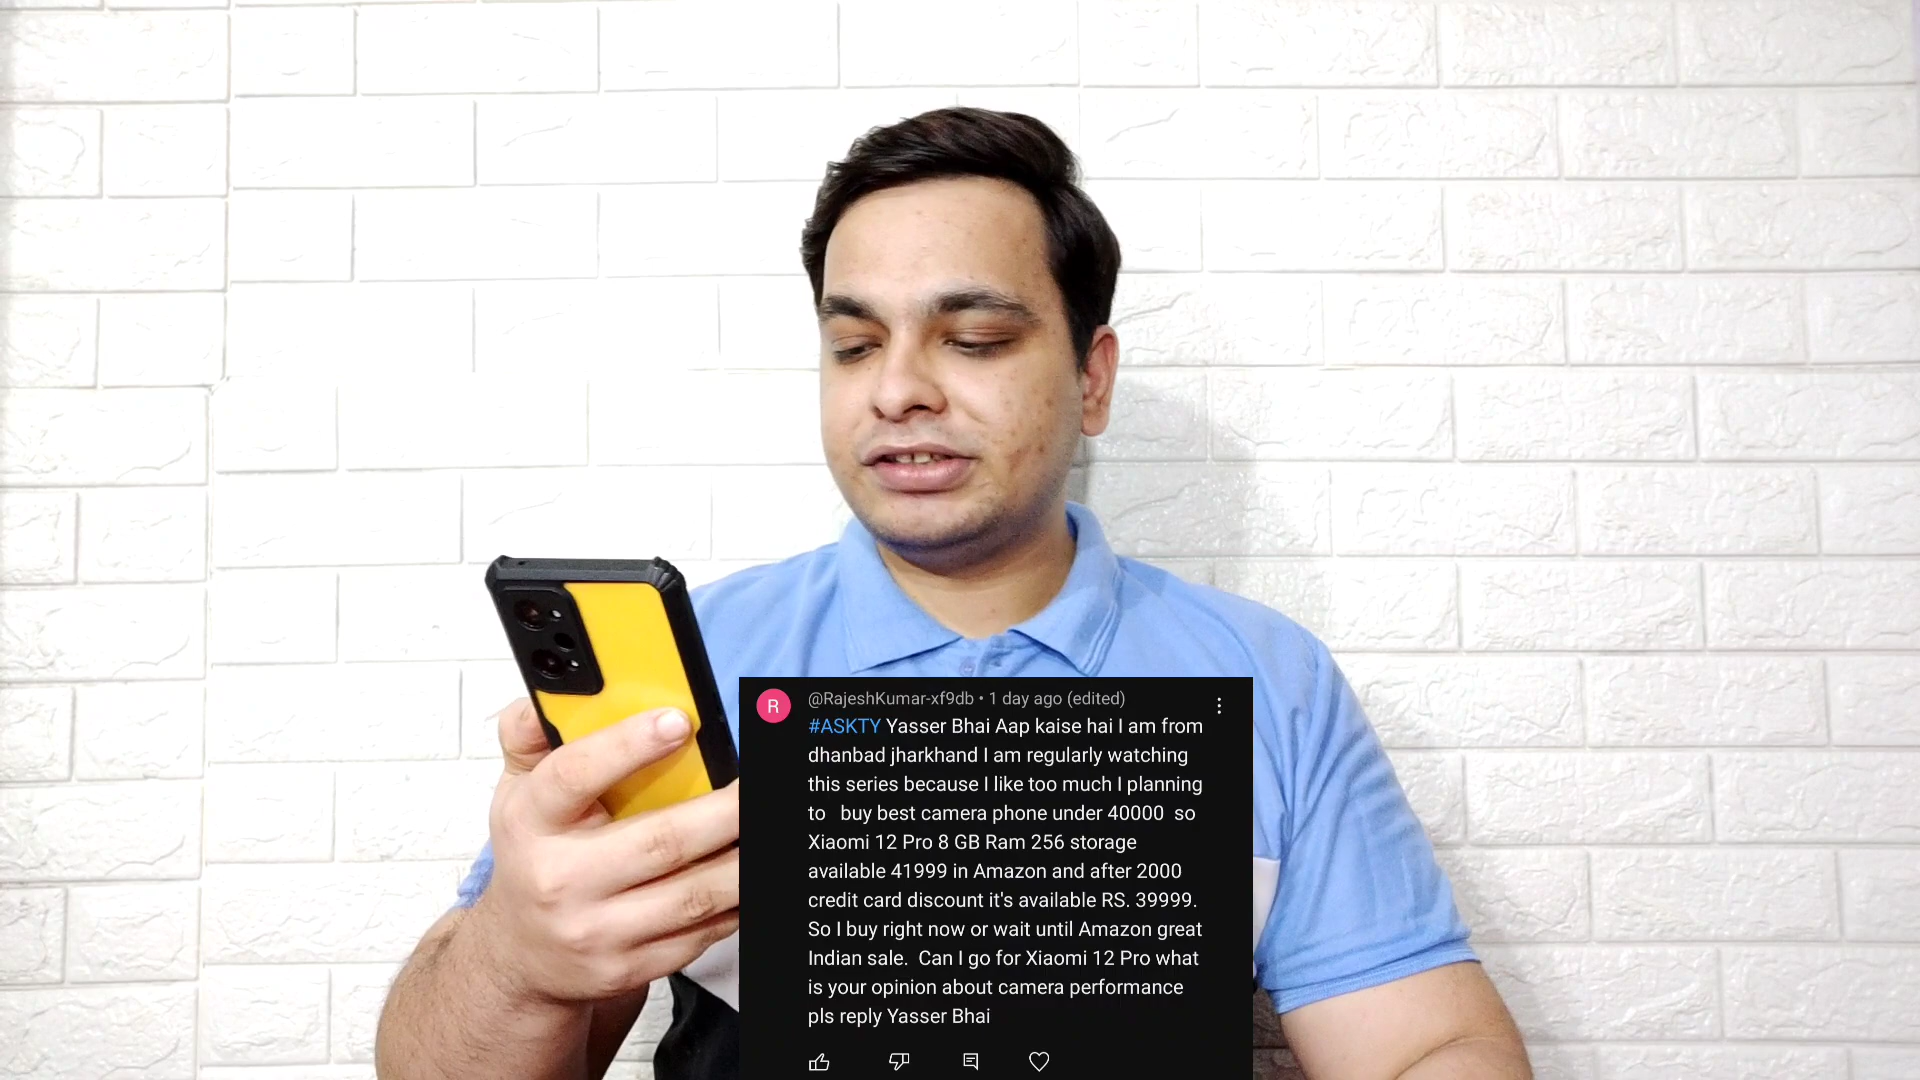 R
@RajeshKumar-xf9db • 1 day ago (edited)
#ASKTY Yasser Bhai Aap kaise hai I am from
dhanbad jharkhand I am regularly watching
this series because I like too much I planning
to buy best camera phone under 40000 so
Xiaomi 12 Pro 8 GB Ram 256 storage
available 41999 in Amazon and after 2000
credit card discount it's available RS. 39999.
So I buy right now or wait until Amazon great
Indian sale. Can I go for Xiaomi 12 Pro what
is your opinion about camera performance
pls reply Yasser Bhai